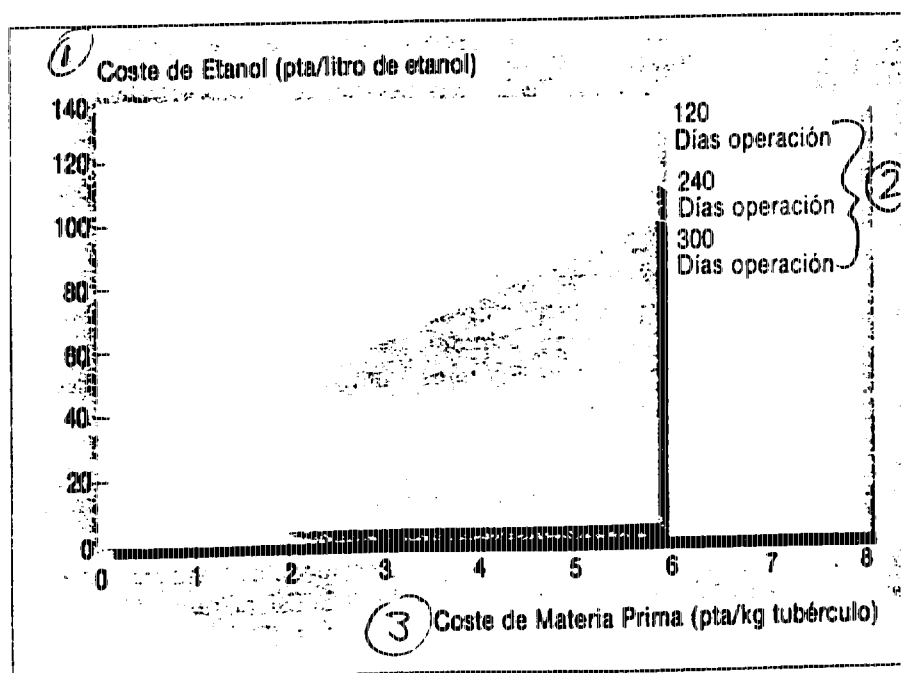 1
Coste de Etanol (pta/litro de etanol)
140
120
100
80
60
40
20
0
120
Días operación
240
Días operación
300
Días operación
2
0 1 2 3 4 5 6 7 8
3 Coste de Materia Prima (pta/kg tubérculo)